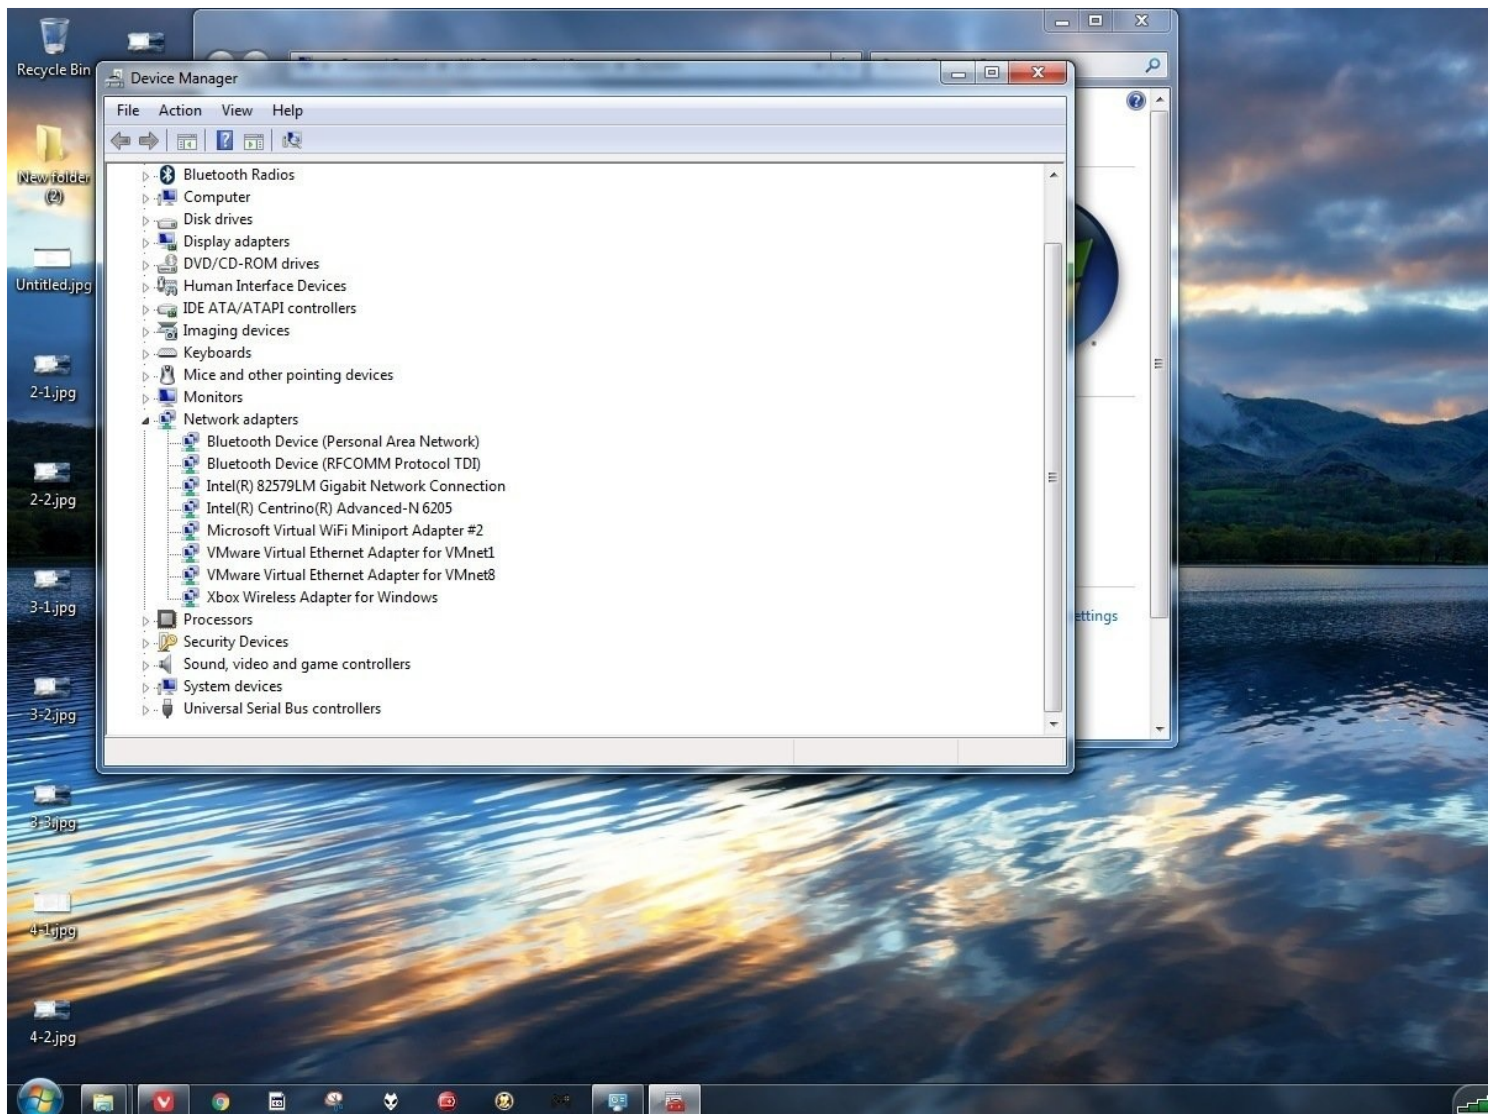 Recycle Bin
New folder
(2)
Untitled.jpg
2-1.jpg
2-2.jpg
3-1.jpg
3-2.jpg
3-3.jpg
4-1.jpg
4-2.jpg
Device Manager
File Action View Help
Bluetooth Radios
Computer
Disk drives
Display adapters
DVD/CD-ROM drives
Human Interface Devices
IDE ATA/ATAPI controllers
Imaging devices
Keyboards
Mice and other pointing devices
Monitors
Network adapters
Bluetooth Device (Personal Area Network)
Bluetooth Device (RFCOMM Protocol TDI)
Intel(R) 82579LM Gigabit Network Connection
Intel(R) Centrino(R) Advanced-N 6205
Microsoft Virtual WiFi Miniport Adapter #2
VMware Virtual Ethernet Adapter for VMnet1
VMware Virtual Ethernet Adapter for VMnet8
Xbox Wireless Adapter for Windows
Processors
Security Devices
Sound, video and game controllers
System devices
Universal Serial Bus controllers
ettings